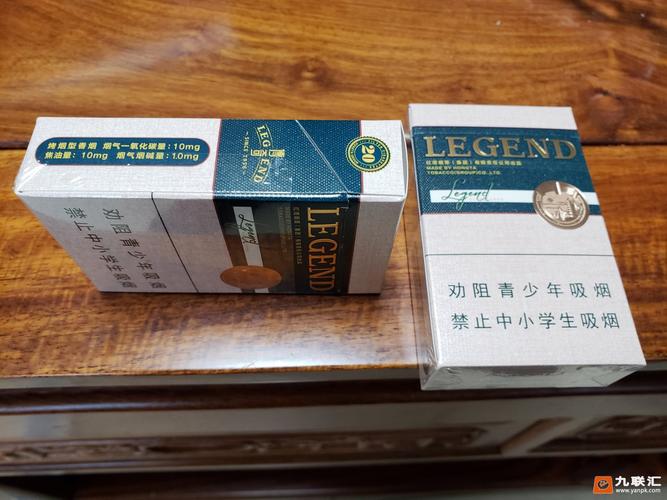 烤烟型香烟 烟气一氧化碳量：10mg
焦油量：10mg 烟气烟碱量：1.0mg
LEGEND
SINCE 1956
20
LEGEND
Legend
劝阻青少年吸烟
禁止中小学生吸烟
LEGEND
MADE BY HONGTA
TOBACCO(GROUP)CO.,LTD.
Legend
劝阻青少年吸烟
禁止中小学生吸烟
九联汇
www.yanpk.com